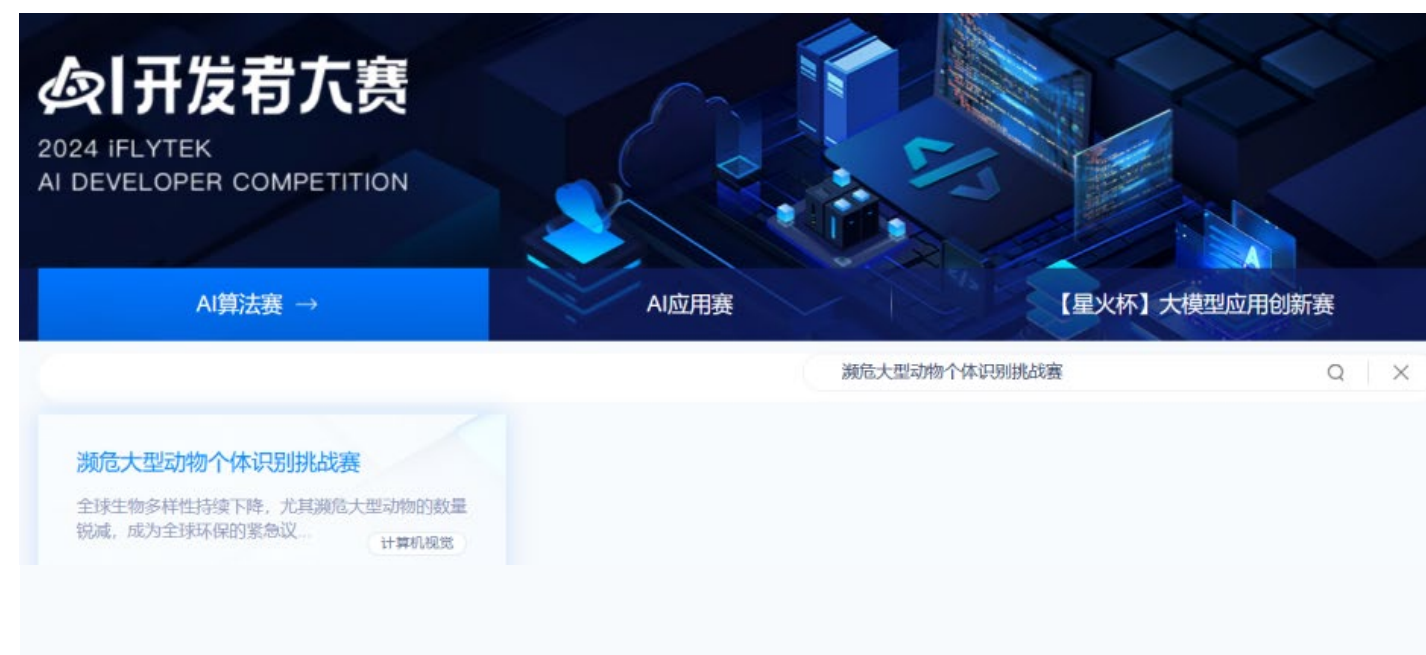 AI开发者大赛
2024 iFLYTEK
AI DEVELOPER COMPETITION
AI算法赛 →
AI应用赛
【星火杯】大模型应用创新赛
濒危大型动物个体识别挑战赛
濒危大型动物个体识别挑战赛
全球生物多样性持续下降，尤其濒危大型动物的数量
锐减，成为全球环保的紧急议...
计算机视觉